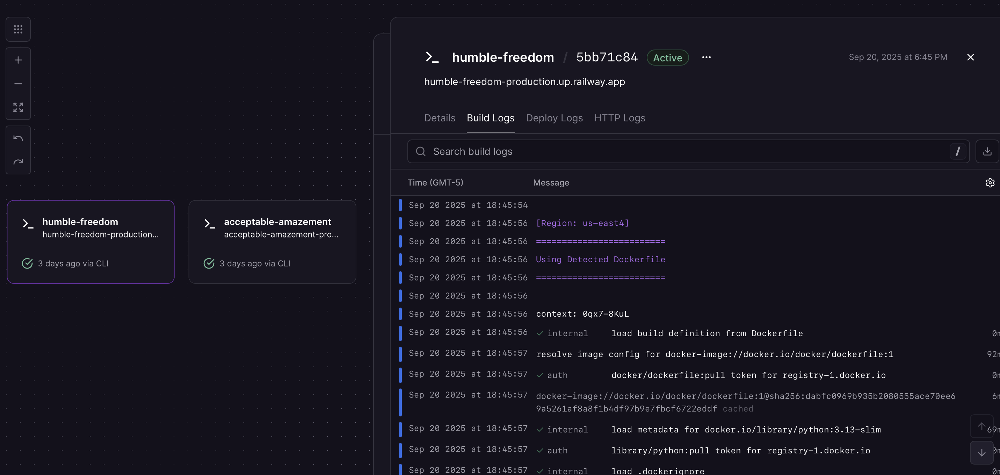 humble-freedom / 5bb71c84 Active ...
Sep 20, 2025 at 6:45 PM
humble-freedom-production.up.railway.app
Details Build Logs Deploy Logs HTTP Logs
Search build logs /
Time (GMT-5) Message
humble-freedom
humble-freedom-production...
3 days ago via CLI
acceptable-amazement
acceptable-amazement-pro...
3 days ago via CLI
Sep 20 2025 at 18:45:54
Sep 20 2025 at 18:45:56 [Region: us-east4]
Sep 20 2025 at 18:45:56 =========================
Sep 20 2025 at 18:45:56 Using Detected Dockerfile
Sep 20 2025 at 18:45:56 =========================
Sep 20 2025 at 18:45:56
Sep 20 2025 at 18:45:56 context: 0qx7-8KuL
Sep 20 2025 at 18:45:56 internal load build definition from Dockerfile 0m
Sep 20 2025 at 18:45:57 resolve image config for docker-image://docker.io/docker/dockerfile:1 92m
Sep 20 2025 at 18:45:57 auth docker/dockerfile:pull token for registry-1.docker.io 0m
Sep 20 2025 at 18:45:57 docker-image://docker.io/docker/dockerfile:1@sha256:dabfc0969b935b2080555ace70ee6
9a5261af8a8f1b4df97b9e7fbcf6722eddf cached 6m
Sep 20 2025 at 18:45:57 internal load metadata for docker.io/library/python:3.13-slim 69m
Sep 20 2025 at 18:45:57 auth library/python:pull token for registry-1.docker.io 0m
Sep 20 2025 at 18:45:57 internal load .dockerignore 0m